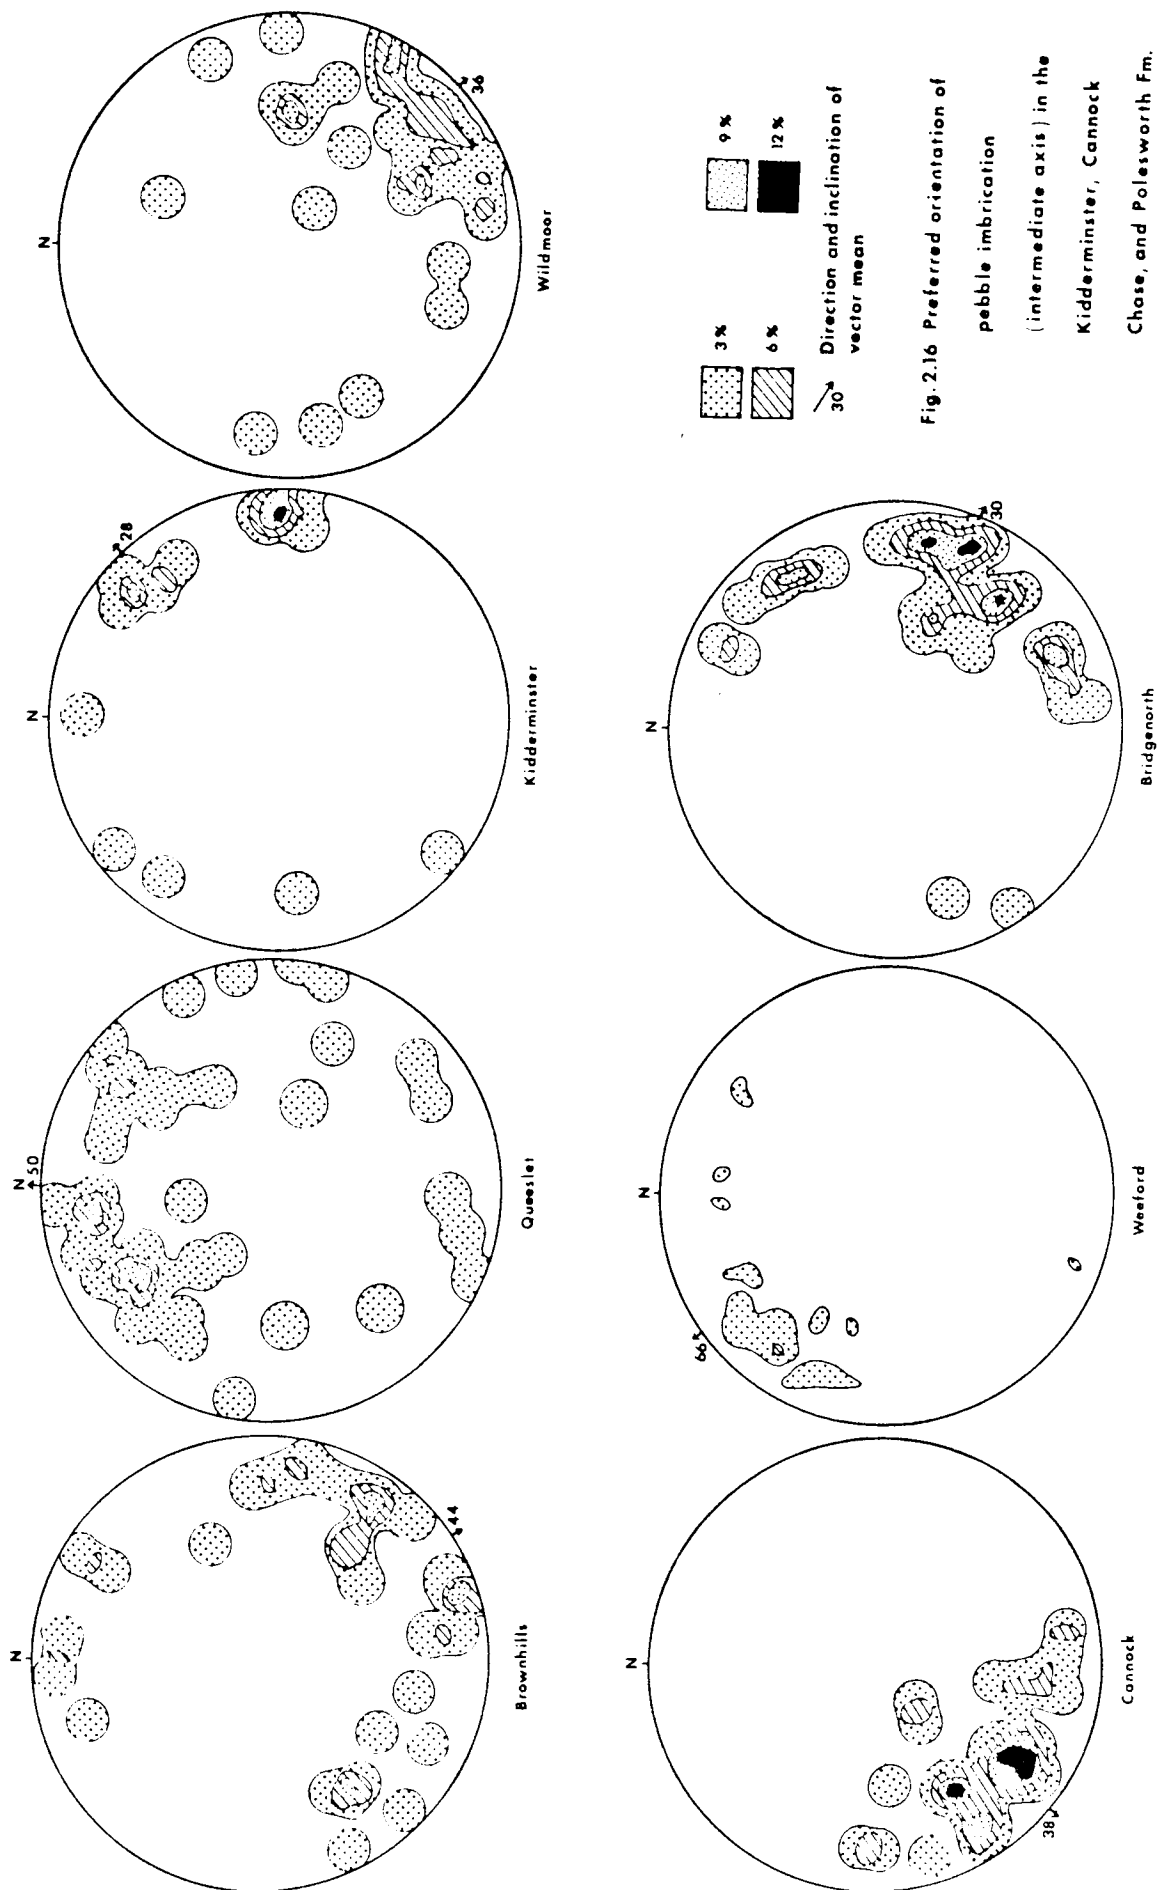 N
Brownhills
44
N
50
Queeslet
N
28
Kidderminster
N
36
Wildmoor
N
38
Cannock
N
66
Weeford
N
30
Bridgenorth
3%
9%
6%
12%
30
Direction and inclination of
vector mean
Fig. 2.16 Preferred orientation of
pebble imbrication
(intermediate axis) in the
Kidderminster, Cannock
Chase, and Polesworth Fm.